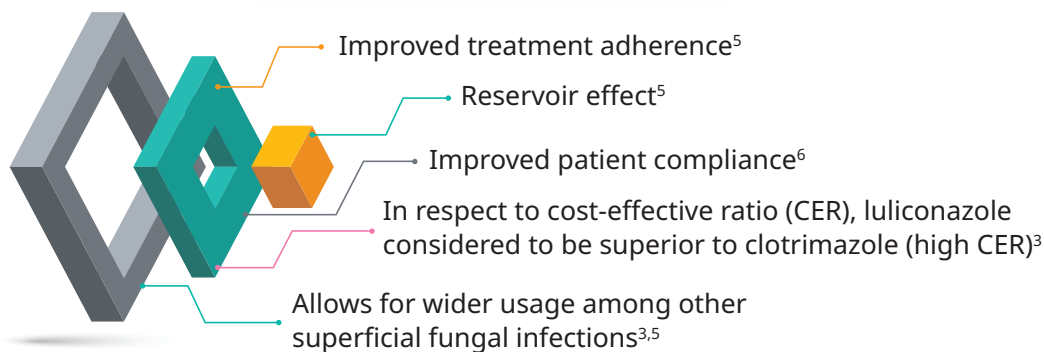 Improved treatment adherence⁵
Reservoir effect⁵
Improved patient compliance⁶
In respect to cost-effective ratio (CER), luliconazole
considered to be superior to clotrimazole (high CER)³
Allows for wider usage among other
superficial fungal infections³,⁵